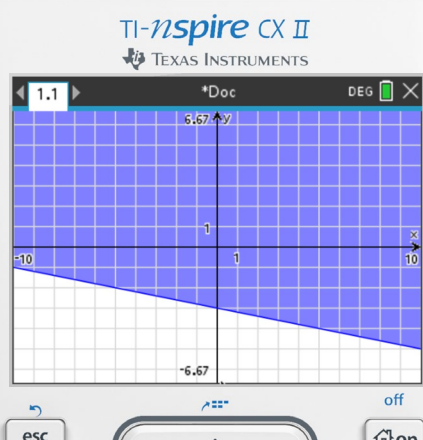 TI-nspire CX II
TEXAS INSTRUMENTS
1.1 *Doc DEG
6.67 y
1
x
-10 1 10
-6.67
off
esc
on